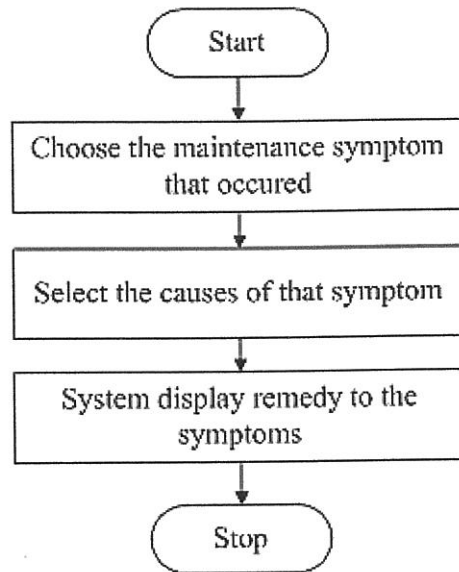 Start
Choose the maintenance symptom
that occured
Select the causes of that symptom
System display remedy to the
symptoms
Stop